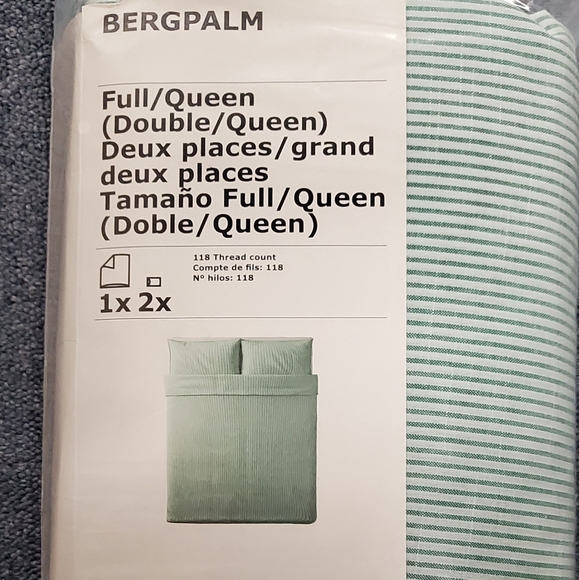 BERGPALM
Full/Queen
(Double/Queen)
Deux places/grand
deux places
Tamaño Full/Queen
(Doble/Queen)
118 Thread count
Compte de fils: 118
Nº hilos: 118
1x 2x